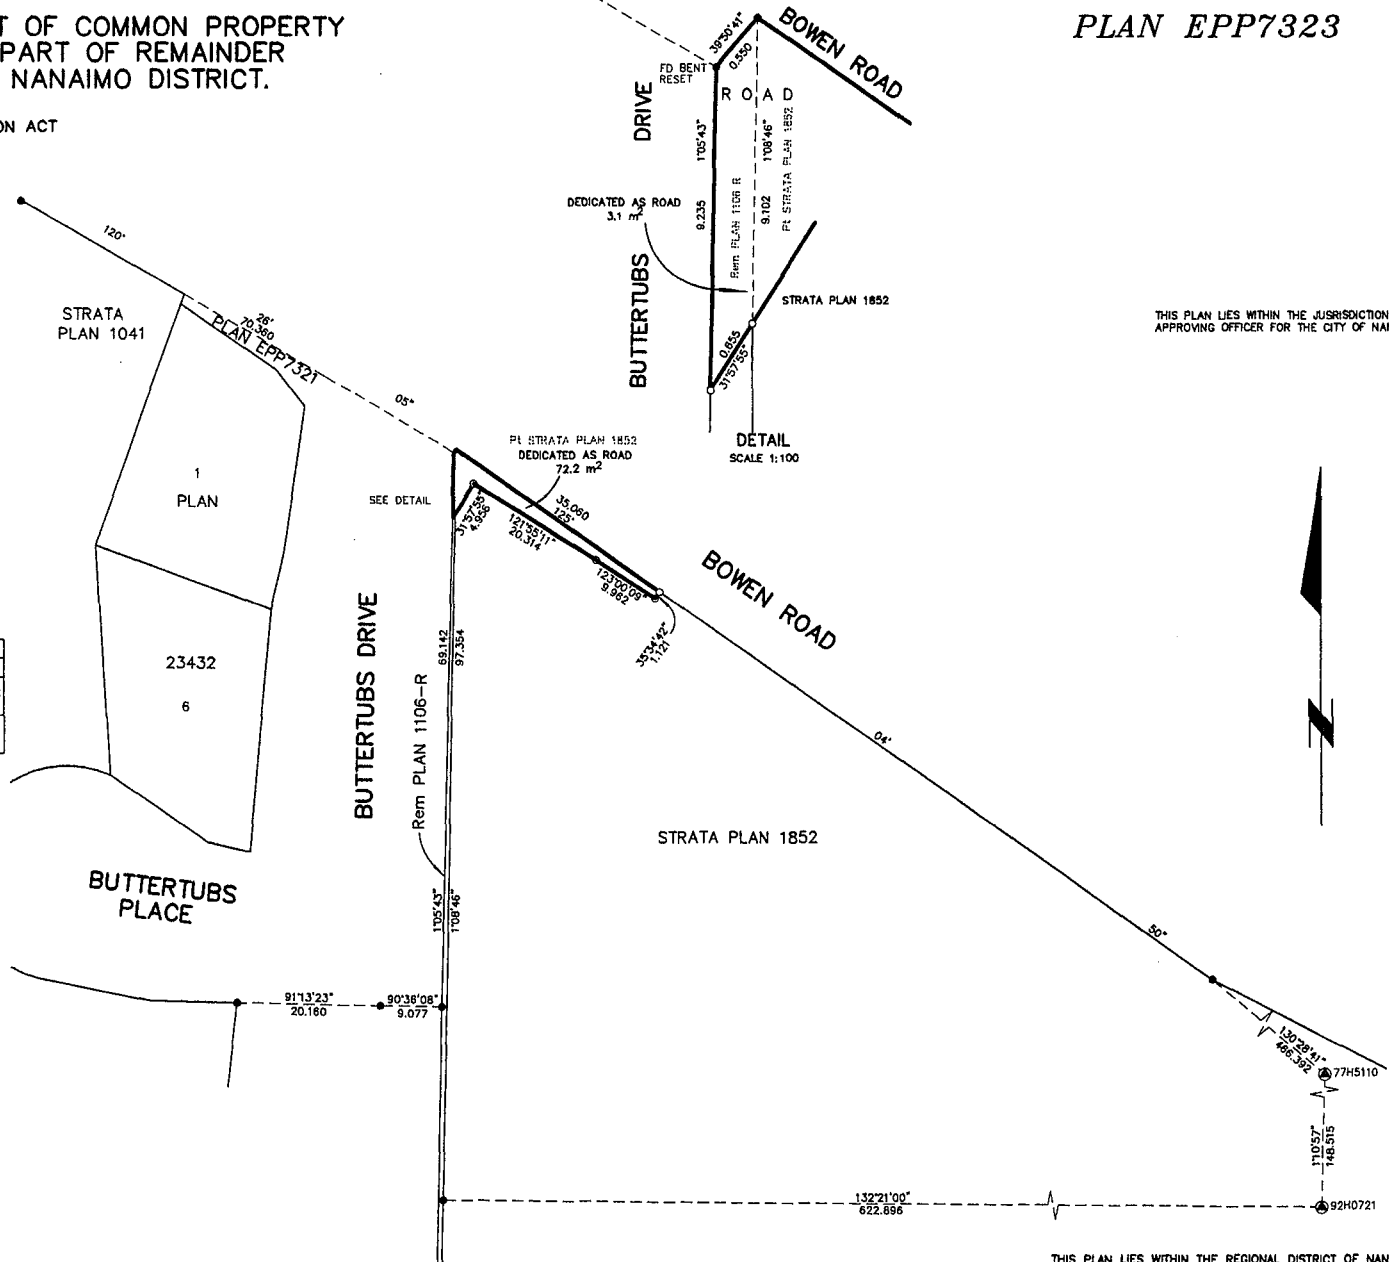 T OF COMMON PROPERTY
PART OF REMAINDER
NANAIMO DISTRICT.
ON ACT
PLAN EPP7323
BOWEN ROAD
39°50'41"
0.550
FD BENT
RESET
R O A D
BUTTERTUBS DRIVE
1°05'43"
9.235
Rem PLAN 1106 R
1°08'46"
9.102
Pt STRATA PLAN 1852
DEDICATED AS ROAD
3.1 m²
STRATA PLAN 1852
0.655
31°57'55"
DETAIL
SCALE 1:100
THIS PLAN LIES WITHIN THE JUSRISDICTION
APPROVING OFFICER FOR THE CITY OF NAN
120°
26'
70.360
05"
STRATA
PLAN 1041
PLAN EPP7321
1
PLAN
23432
6
Pt STRATA PLAN 1852
DEDICATED AS ROAD
72.2 m²
SEE DETAIL
31°57'55"
4.956
35.060
125°
121°55'11"
20.314
123°00'09"
9.962
35°34'42"
1.121
BOWEN ROAD
04'
50"
BUTTERTUBS DRIVE
69.142
97.354
Rem PLAN 1106-R
1°05'43"
1°08'46"
STRATA PLAN 1852
BUTTERTUBS
PLACE
91°13'23"
20.160
90°36'08"
9.077
130°28'41"
466.392
77H5110
1°10'57"
148.515
132°21'00"
622.896
92H0721
THIS PLAN LIES WITHIN THE REGIONAL DISTRICT OF NAN